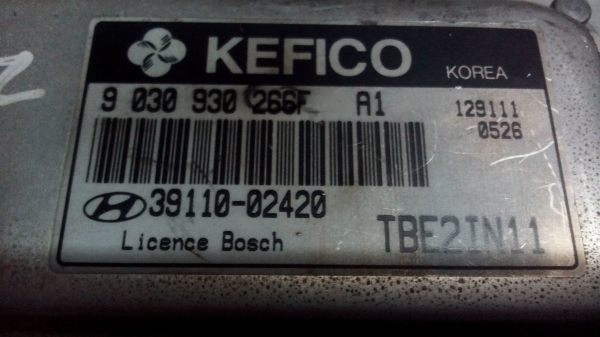 KEFICO KOREA
9 030 930 266F A1 129111
0526
39110-02420
Licence Bosch TBE2IN11